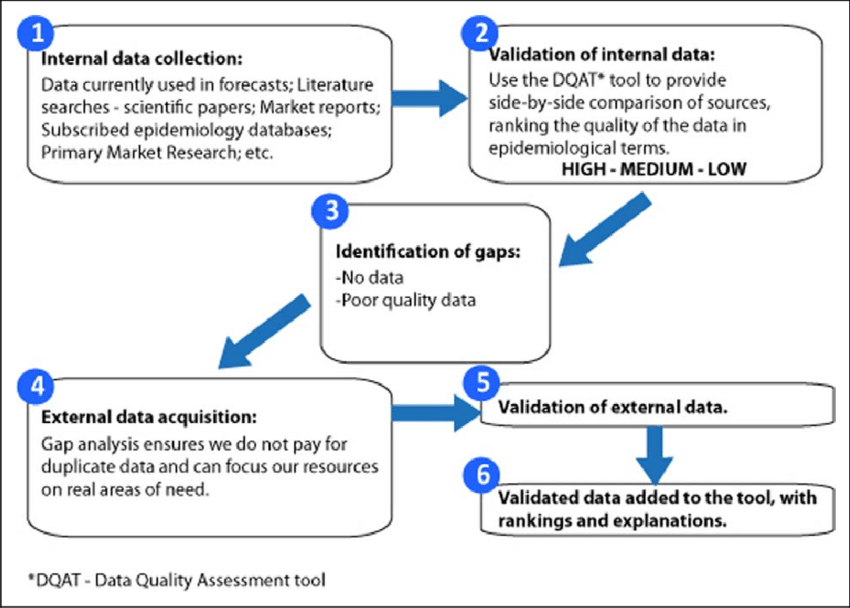 1
Internal data collection:
Data currently used in forecasts; Literature
searches - scientific papers; Market reports;
Subscribed epidemiology databases;
Primary Market Research; etc.
2
Validation of internal data:
Use the DQAT* tool to provide
side-by-side comparison of sources,
ranking the quality of the data in
epidemiological terms.
HIGH - MEDIUM - LOW
3
Identification of gaps:
-No data
-Poor quality data
4
External data acquisition:
Gap analysis ensures we do not pay for
duplicate data and can focus our resources
on real areas of need.
5
Validation of external data.
6
Validated data added to the tool, with
rankings and explanations.
*DQAT - Data Quality Assessment tool